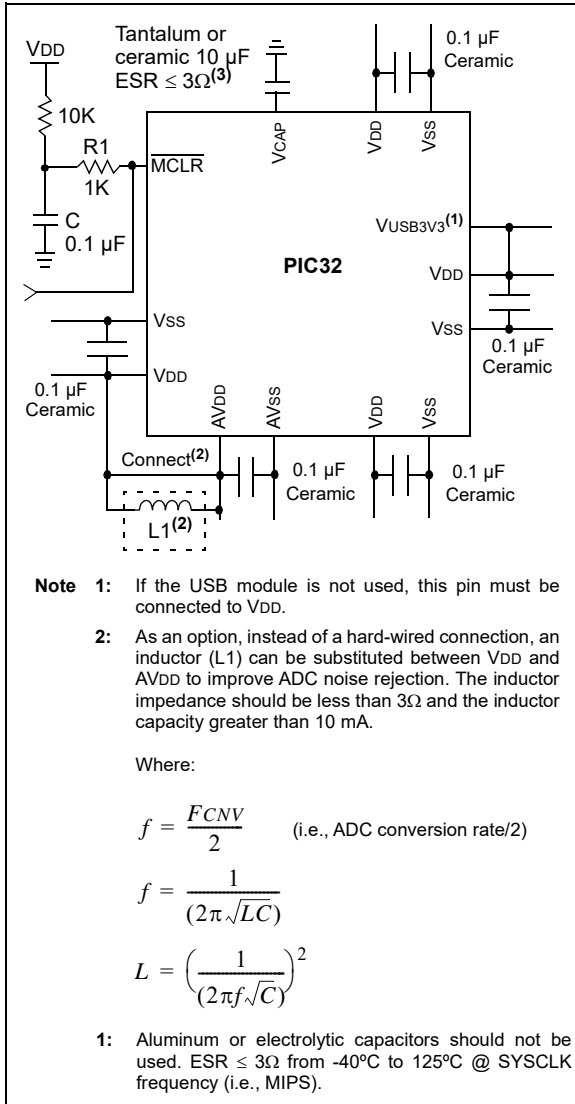 VDD
Tantalum or
ceramic 10 µF
ESR ≤ 3Ω(3)
0.1 µF
Ceramic
10K
R1
1K
C
0.1 µF
MCLR
VCAP
VDD
VSS
VUSB3V3(1)
VDD
VSS
0.1 µF
Ceramic
PIC32
VSS
VDD
0.1 µF
Ceramic
AVDD
AVSS
VDD
VSS
Connect(2)
L1(2)
0.1 µF
Ceramic
0.1 µF
Ceramic
Note 1: If the USB module is not used, this pin must be
connected to VDD.
2: As an option, instead of a hard-wired connection, an
inductor (L1) can be substituted between VDD and
AVDD to improve ADC noise rejection. The inductor
impedance should be less than 3Ω and the inductor
capacity greater than 10 mA.
Where:
f = FCNV / 2 (i.e., ADC conversion rate/2)
f = 1 / (2π√LC)
L = (1 / (2πf√C))²
1: Aluminum or electrolytic capacitors should not be
used. ESR ≤ 3Ω from -40ºC to 125ºC @ SYSCLK
frequency (i.e., MIPS).